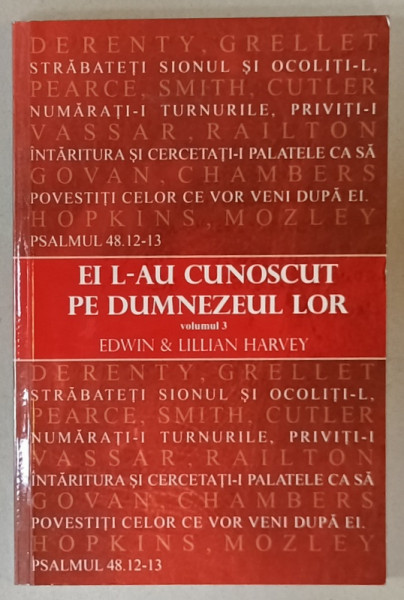 DERENTY, GRELLET
STRĂBATEȚI SIONUL ȘI OCOLIȚI-L,
PEARCE, SMITH, CUTLER
NUMĂRAȚI-I TURNURILE, PRIVIȚI-I
VASSAR, RAILTON
ÎNTĂRITURA ȘI CERCETAȚI-I PALATELE CA SĂ
GOVAN, CHAMBERS
POVESTIȚI CELOR CE VOR VENI DUPĂ EI.
HOPKINS, MOZLEY
PSALMUL 48.12-13
EI L-AU CUNOSCUT
PE DUMNEZEUL LOR
volumul 3
EDWIN & LILLIAN HARVEY
DERENTY, GRELLET
STRĂBATEȚI SIONUL ȘI OCOLIȚI-L,
PEARCE, SMITH, CUTLER
NUMĂRAȚI-I TURNURILE, PRIVIȚI-I
VASSAR, RAILTON
ÎNTĂRITURA ȘI CERCETAȚI-I PALATELE CA SĂ
GOVAN, CHAMBERS
POVESTIȚI CELOR CE VOR VENI DUPĂ EI.
HOPKINS, MOZLEY
PSALMUL 48.12-13